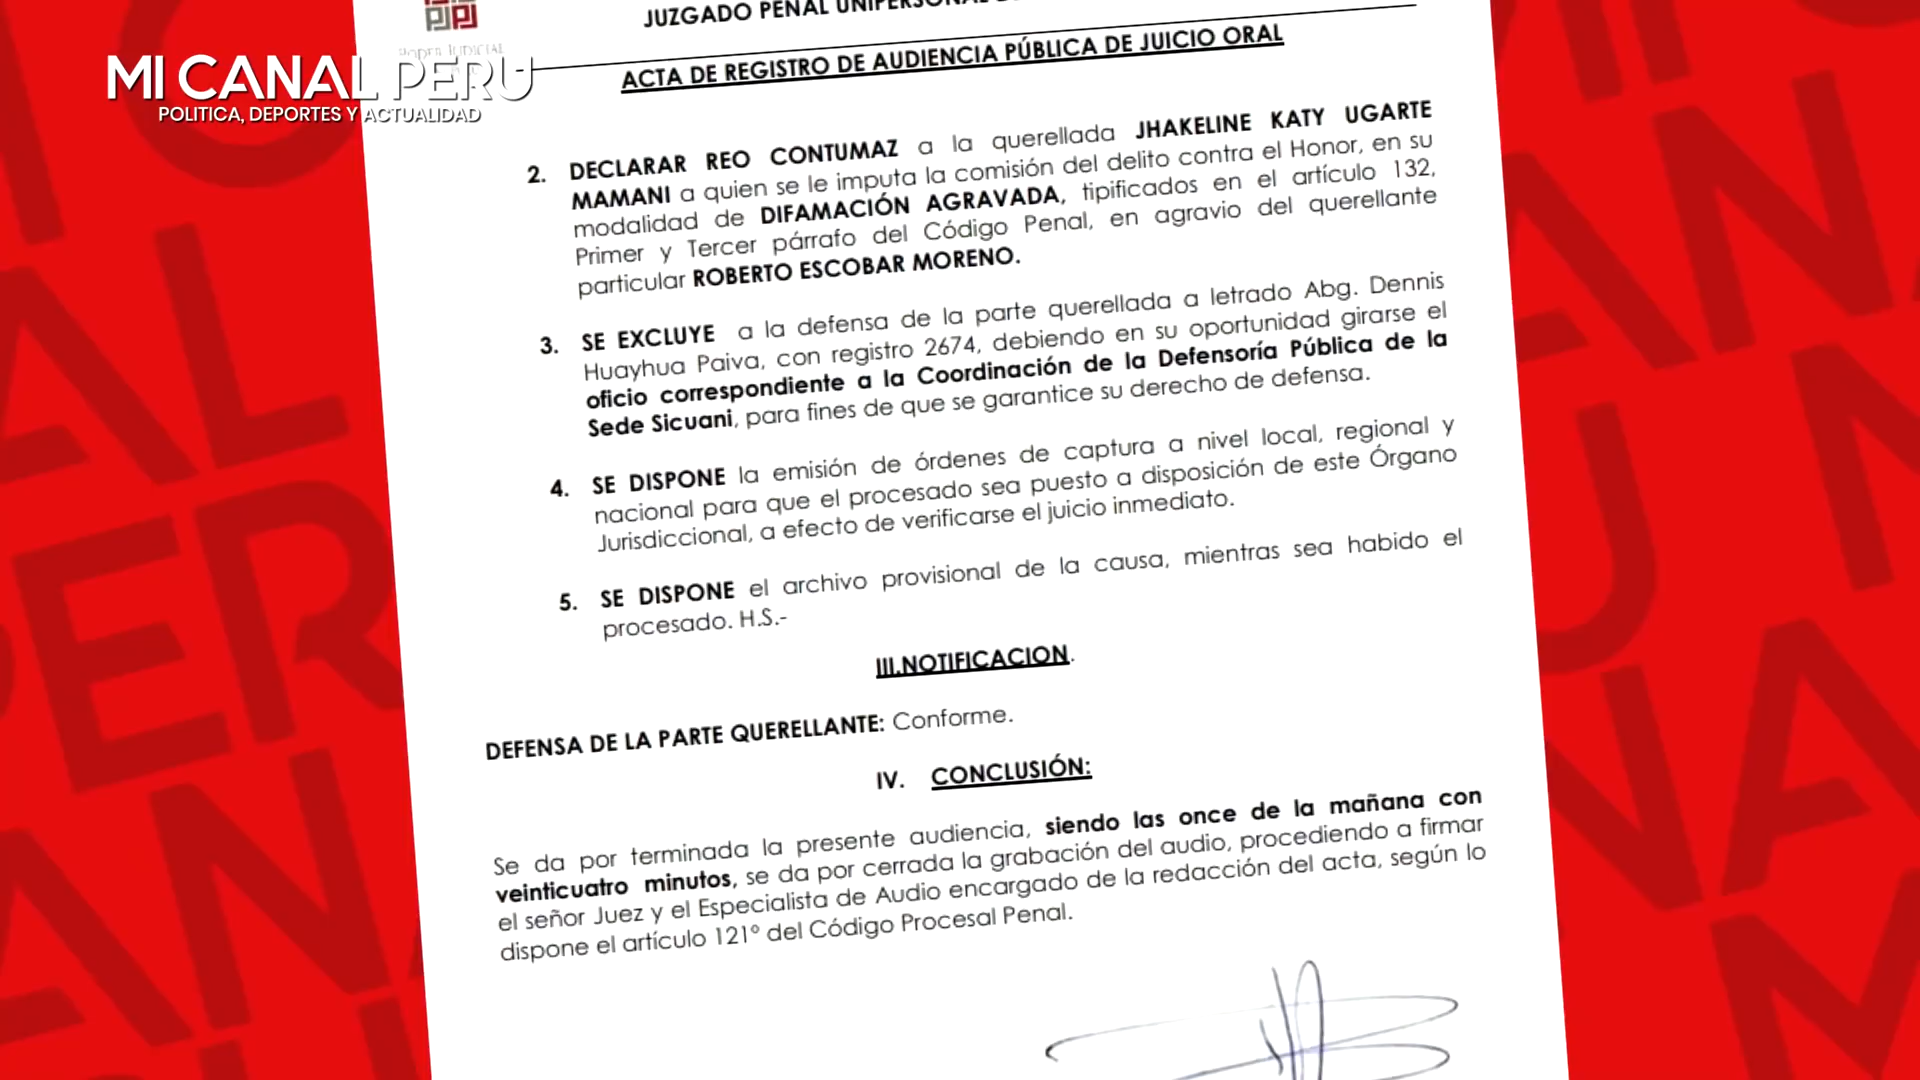 JUZGADO PENAL UNIPERSONAL
PODER JUDICIAL
MI CANAL PERU
POLITICA, DEPORTES Y ACTUALIDAD
ACTA DE REGISTRO DE AUDIENCIA PÚBLICA DE JUICIO ORAL
2. DECLARAR REO CONTUMAZ a la querellada JHAKELINE KATY UGARTE
MAMANI a quien se le imputa la comisión del delito contra el Honor, en su
modalidad de DIFAMACIÓN AGRAVADA, tipificados en el artículo 132,
Primer y Tercer párrafo del Código Penal, en agravio del querellante
particular ROBERTO ESCOBAR MORENO.
3. SE EXCLUYE a la defensa de la parte querellada a letrado Abg. Dennis
Huayhua Paiva, con registro 2674, debiendo en su oportunidad girarse el
oficio correspondiente a la Coordinación de la Defensoría Pública de la
Sede Sicuani, para fines de que se garantice su derecho de defensa.
4. SE DISPONE la emisión de órdenes de captura a nivel local, regional y
nacional para que el procesado sea puesto a disposición de este Órgano
Jurisdiccional, a efecto de verificarse el juicio inmediato.
5. SE DISPONE el archivo provisional de la causa, mientras sea habido el
procesado. H.S.-
III.NOTIFICACION.
DEFENSA DE LA PARTE QUERELLANTE: Conforme.
IV. CONCLUSIÓN:
Se da por terminada la presente audiencia, siendo las once de la mañana con
veinticuatro minutos, se da por cerrada la grabación del audio, procediendo a firmar
el señor Juez y el Especialista de Audio encargado de la redacción del acta, según lo
dispone el artículo 121° del Código Procesal Penal.